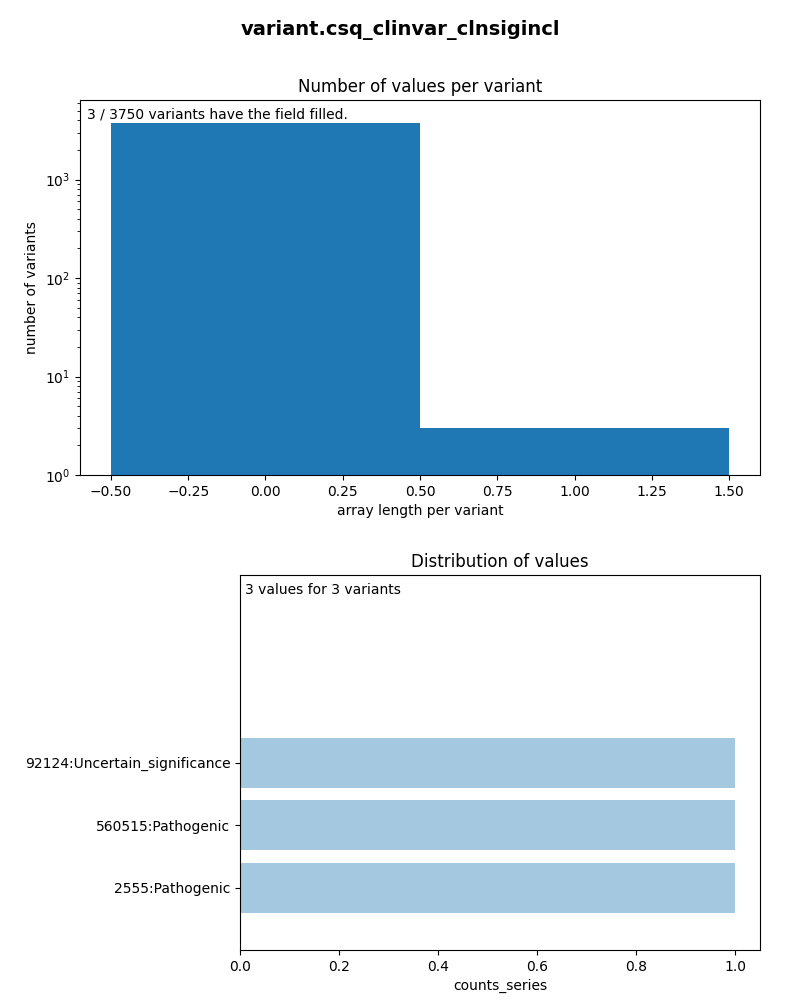 variant.csq_clinvar_clnsigincl
Number of values per variant
3 / 3750 variants have the field filled.
number of variants
10³
10²
10¹
10⁰
−0.50 −0.25 0.00 0.25 0.50 0.75 1.00 1.25 1.50
array length per variant
Distribution of values
3 values for 3 variants
92124:Uncertain_significance
560515:Pathogenic
2555:Pathogenic
0.0 0.2 0.4 0.6 0.8 1.0
counts_series